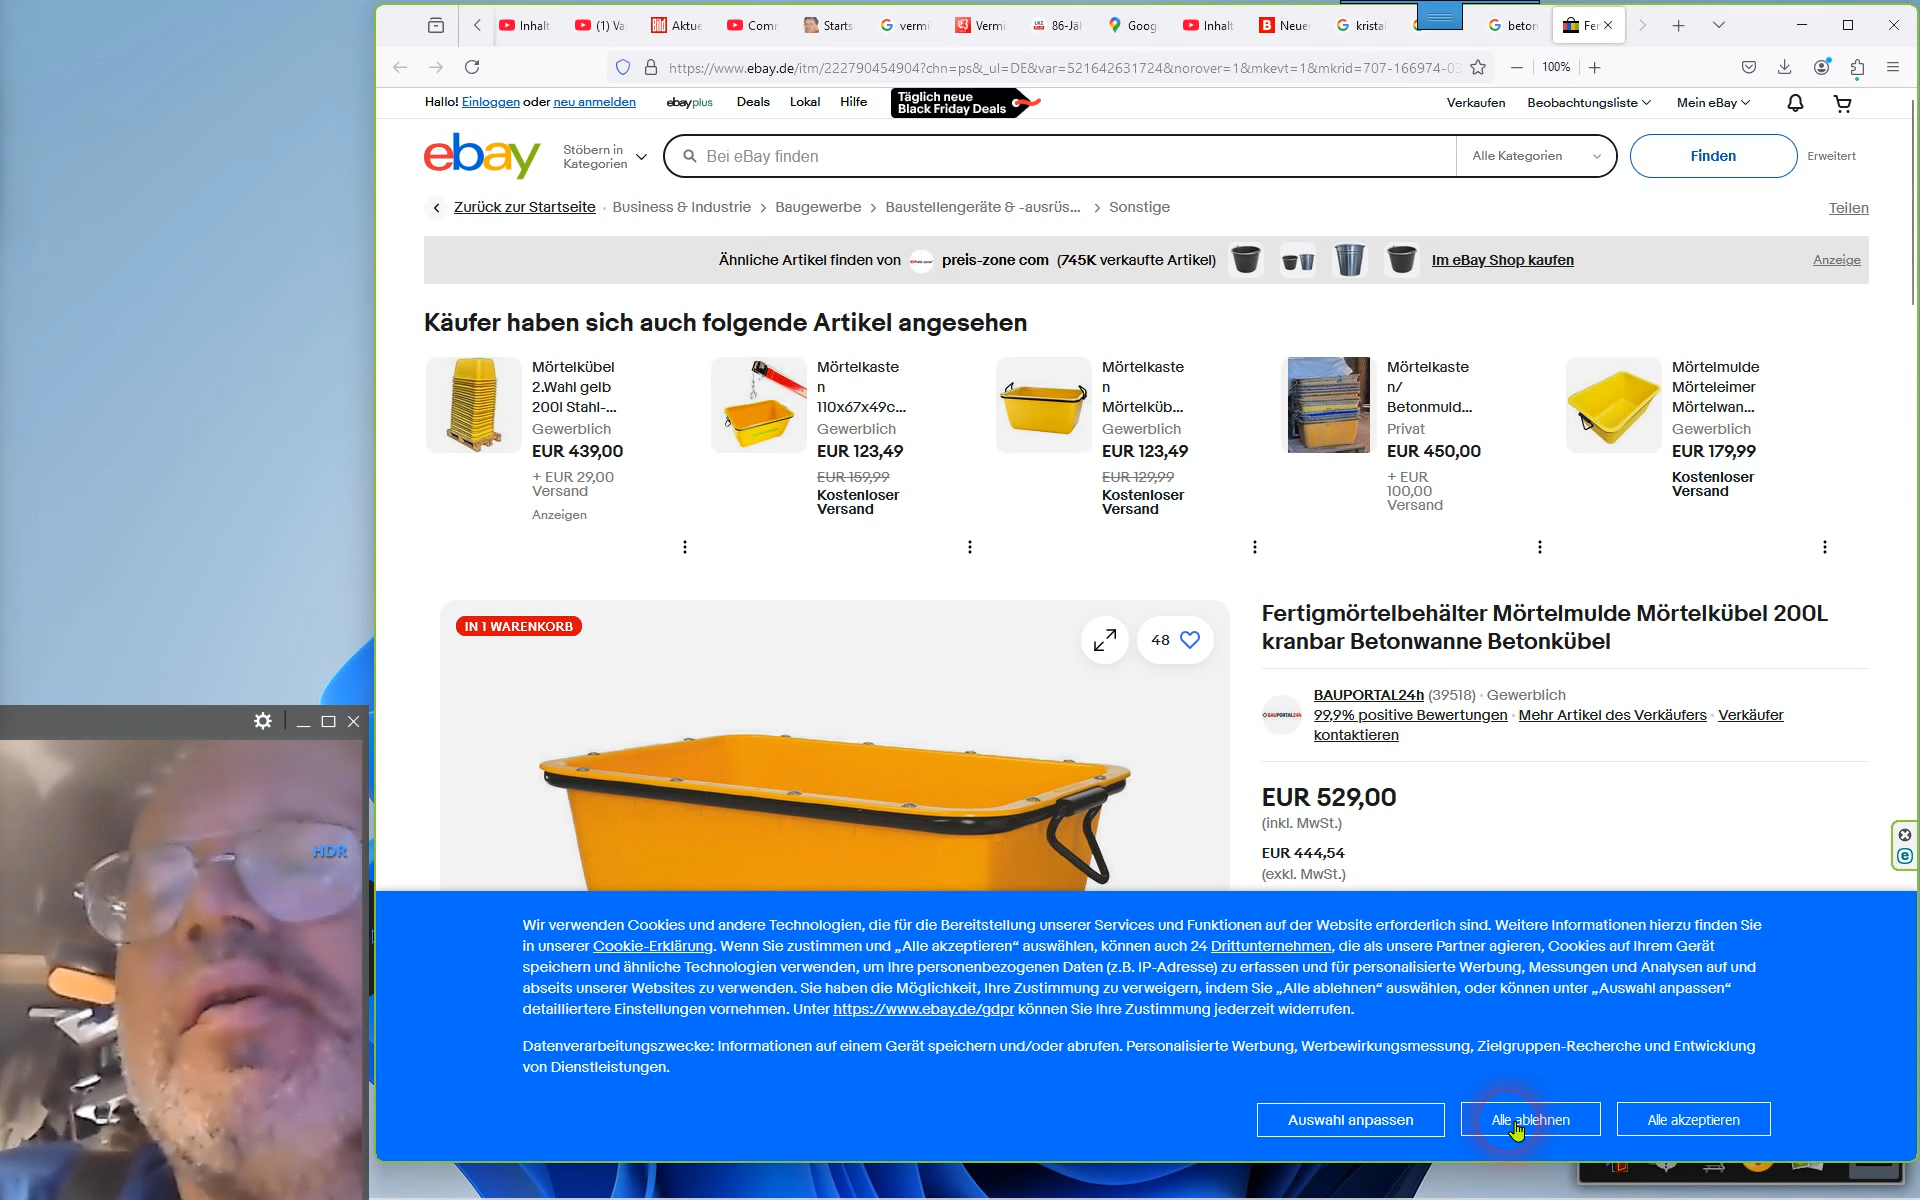 Inhalt
(1) Va
Aktue
Comr
Starts
vermi
Vermi
86-Jäl
Goog
Inhalt
Neue
krista
beton
Fer
https://www.ebay.de/itm/222790454904?chn=ps&_ul=DE&var=521642631724&norover=1&mkevt=1&mkrid=707-166974-03
100%
Hallo! Einloggen oder neu anmelden
ebayplus
Deals
Lokal
Hilfe
Täglich neue
Black Friday Deals
Verkaufen
Beobachtungsliste
Mein eBay
ebay
Stöbern in
Kategorien
Bei eBay finden
Alle Kategorien
Finden
Erweitert
Zurück zur Startseite
Business & Industrie
Baugewerbe
Baustellengeräte & -ausrüs...
Sonstige
Teilen
Ähnliche Artikel finden von preis-zone com (745K verkaufte Artikel)
Im eBay Shop kaufen
Anzeige
Käufer haben sich auch folgende Artikel angesehen
Mörtelkübel
2.Wahl gelb
200l Stahl-...
Gewerblich
EUR 439,00
+ EUR 29,00
Versand
Anzeigen
Mörtelkaste
n
110x67x49c...
Gewerblich
EUR 123,49
EUR 159,99
Kostenloser
Versand
Mörtelkaste
n
Mörtelküb...
Gewerblich
EUR 123,49
EUR 129,99
Kostenloser
Versand
Mörtelkaste
n/
Betonmuld...
Privat
EUR 450,00
+ EUR
100,00
Versand
Mörtelmulde
Mörteleimer
Mörtelwan...
Gewerblich
EUR 179,99
Kostenloser
Versand
IN 1 WARENKORB
48
Fertigmörtelbehälter Mörtelmulde Mörtelkübel 200L
kranbar Betonwanne Betonkübel
BAUPORTAL24h
BAUPORTAL24h (39518) · Gewerblich
99,9% positive Bewertungen · Mehr Artikel des Verkäufers · Verkäufer
kontaktieren
EUR 529,00
(inkl. MwSt.)
EUR 444,54
(exkl. MwSt.)
HDR
Wir verwenden Cookies und andere Technologien, die für die Bereitstellung unserer Services und Funktionen auf der Website erforderlich sind. Weitere Informationen hierzu finden Sie
in unserer Cookie-Erklärung. Wenn Sie zustimmen und „Alle akzeptieren“ auswählen, können auch 24 Drittunternehmen, die als unsere Partner agieren, Cookies auf Ihrem Gerät
speichern und ähnliche Technologien verwenden, um Ihre personenbezogenen Daten (z.B. IP-Adresse) zu erfassen und für personalisierte Werbung, Messungen und Analysen auf und
abseits unserer Websites zu verwenden. Sie haben die Möglichkeit, Ihre Zustimmung zu verweigern, indem Sie „Alle ablehnen“ auswählen, oder können unter „Auswahl anpassen“
detailliertere Einstellungen vornehmen. Unter https://www.ebay.de/gdpr können Sie Ihre Zustimmung jederzeit widerrufen.
Datenverarbeitungszwecke: Informationen auf einem Gerät speichern und/oder abrufen. Personalisierte Werbung, Werbewirkungsmessung, Zielgruppen-Recherche und Entwicklung
von Dienstleistungen.
Auswahl anpassen
Alle ablehnen
Alle akzeptieren